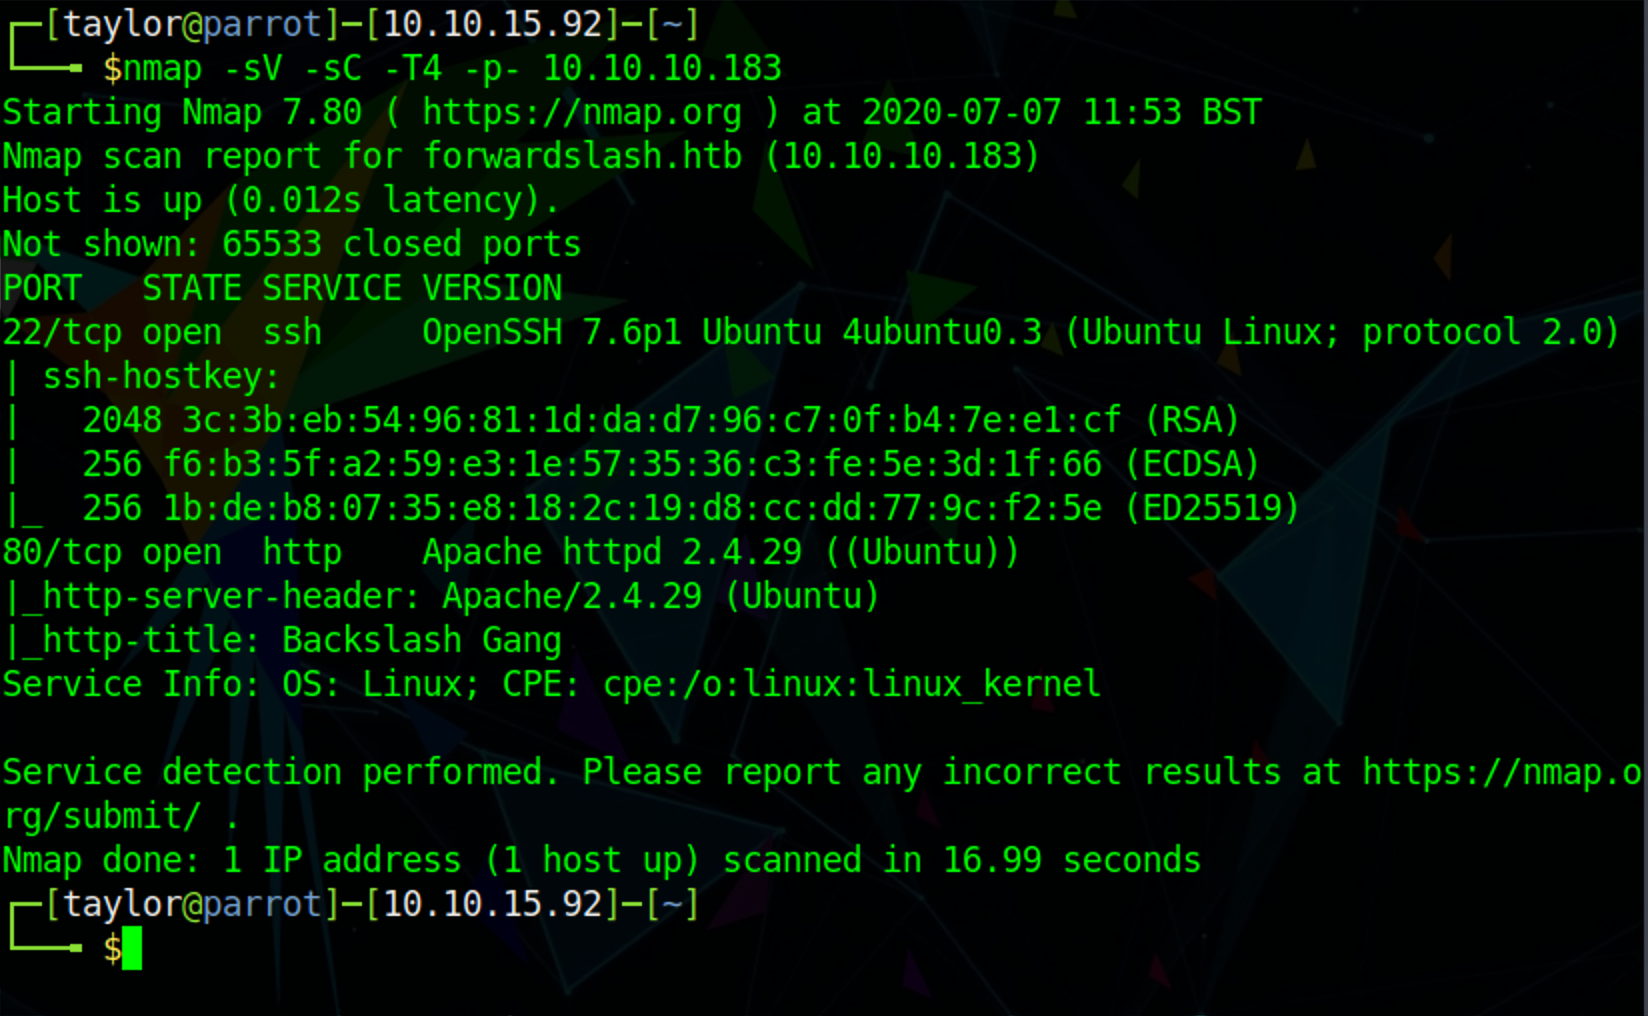 ┌─[taylor@parrot]─[10.10.15.92]─[~]
└──╼ $nmap -sV -sC -T4 -p- 10.10.10.183
Starting Nmap 7.80 ( https://nmap.org ) at 2020-07-07 11:53 BST
Nmap scan report for forwardslash.htb (10.10.10.183)
Host is up (0.012s latency).
Not shown: 65533 closed ports
PORT   STATE SERVICE VERSION
22/tcp open  ssh     OpenSSH 7.6p1 Ubuntu 4ubuntu0.3 (Ubuntu Linux; protocol 2.0)
| ssh-hostkey:
|   2048 3c:3b:eb:54:96:81:1d:da:d7:96:c7:0f:b4:7e:e1:cf (RSA)
|   256 f6:b3:5f:a2:59:e3:1e:57:35:36:c3:fe:5e:3d:1f:66 (ECDSA)
|_  256 1b:de:b8:07:35:e8:18:2c:19:d8:cc:dd:77:9c:f2:5e (ED25519)
80/tcp open  http    Apache httpd 2.4.29 ((Ubuntu))
|_http-server-header: Apache/2.4.29 (Ubuntu)
|_http-title: Backslash Gang
Service Info: OS: Linux; CPE: cpe:/o:linux:linux_kernel

Service detection performed. Please report any incorrect results at https://nmap.o
rg/submit/ .
Nmap done: 1 IP address (1 host up) scanned in 16.99 seconds
┌─[taylor@parrot]─[10.10.15.92]─[~]
└──╼ $